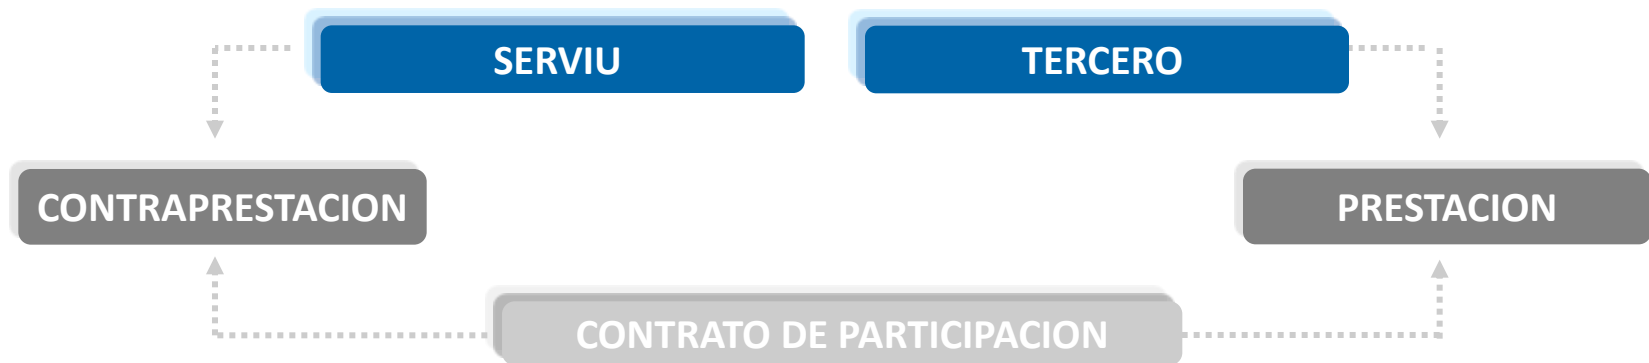 SERVIU
TERCERO
CONTRAPRESTACION
PRESTACION
CONTRATO DE PARTICIPACION